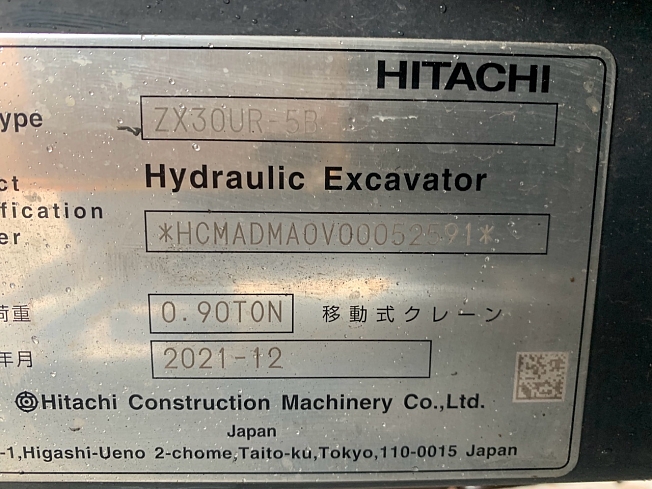 HITACHI
ype
ZX30UR-5B
Hydraulic Excavator
ct
ification
er
*HCMADMA0V00052591*
荷重
0.90TON
移動式クレーン
年月
2021-12
Hitachi Construction Machinery Co.,Ltd.
Japan
-1,Higashi-Ueno 2-chome,Taito-ku,Tokyo,110-0015 Japan